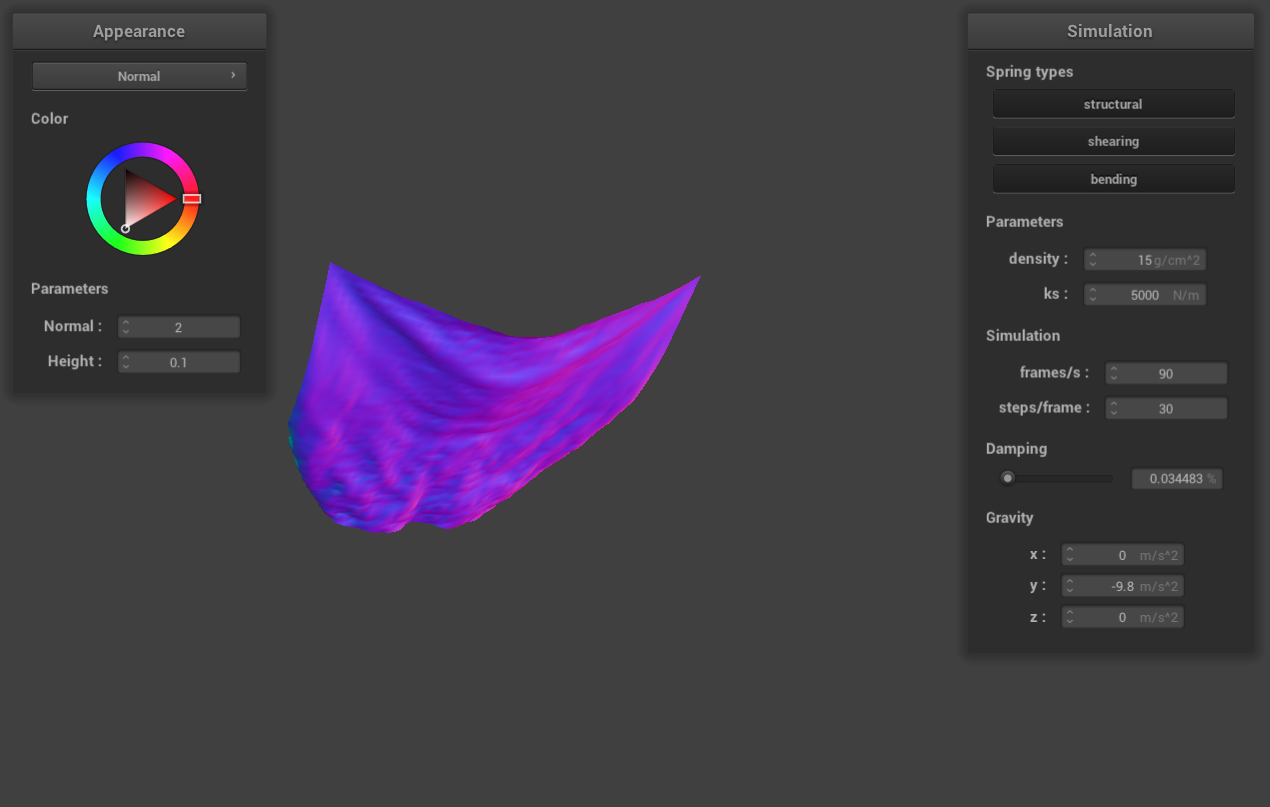 Appearance
Normal
Color
Parameters
Normal : 2
Height : 0.1
Simulation
Spring types
structural
shearing
bending
Parameters
density : 15 g/cm^2
ks : 5000 N/m
Simulation
frames/s : 90
steps/frame : 30
Damping
0.034483 %
Gravity
x : 0 m/s^2
y : -9.8 m/s^2
z : 0 m/s^2